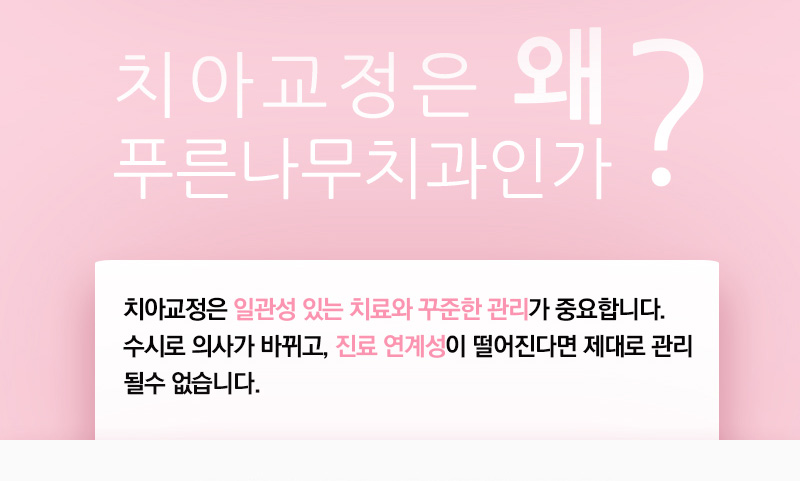 치아교정은 왜?
푸른나무치과인가
치아교정은 일관성 있는 치료와 꾸준한 관리가 중요합니다.
수시로 의사가 바뀌고, 진료 연계성이 떨어진다면 제대로 관리
될수 없습니다.